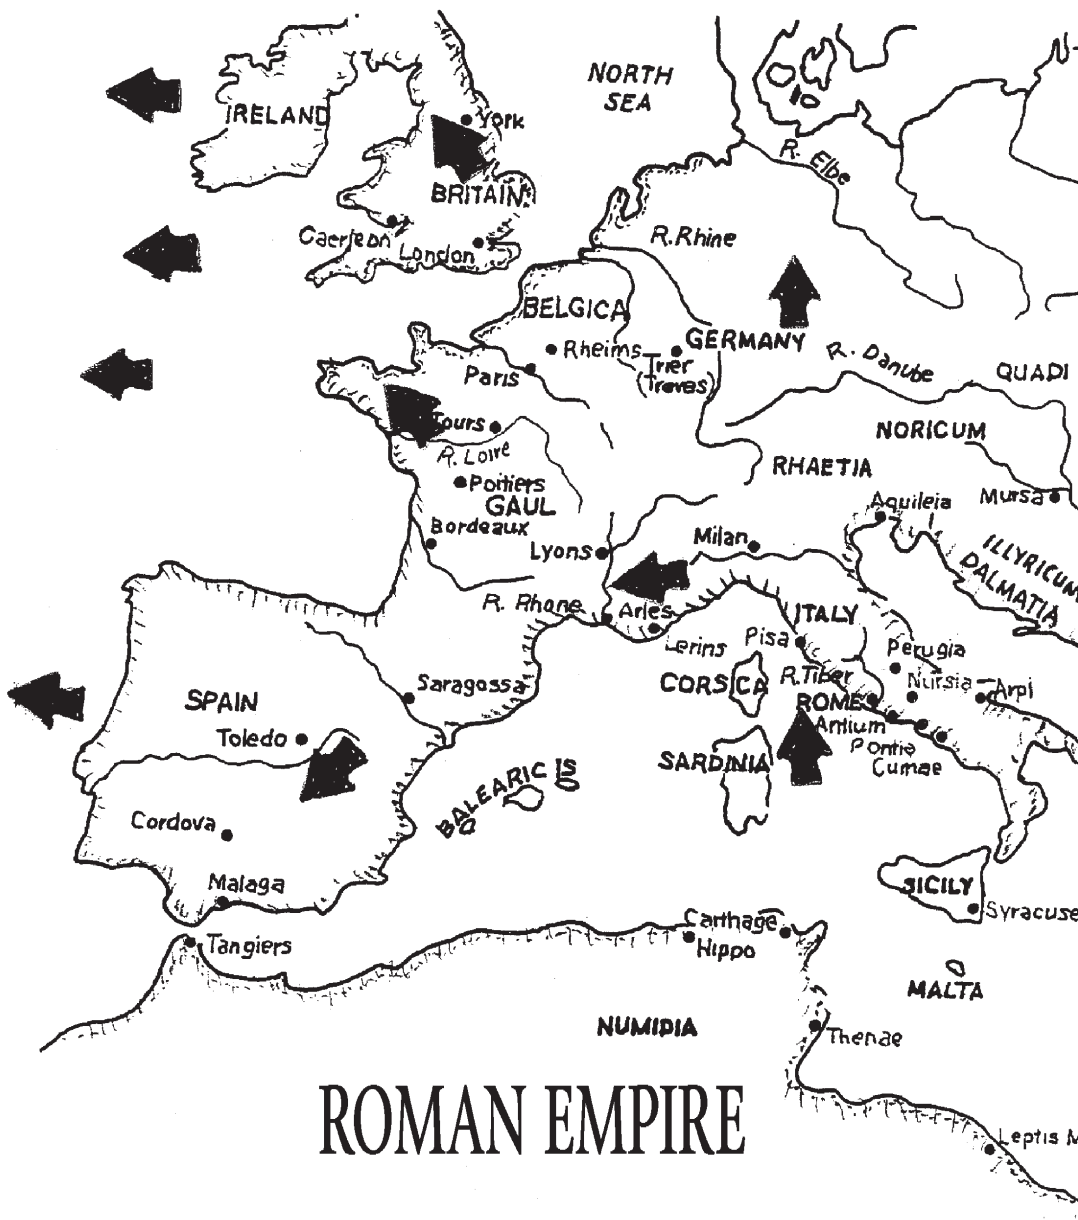 NORTH
SEA
IRELAND
York
R. Elbe
BRITAIN
Caerleon
London
R. Rhine
BELGICA
GERMANY
Rheims
Trier
(Treves)
Paris
R. Danube
QUADI
Tours
NORICUM
R. Loire
RHAETIA
Poitiers
GAUL
Aquileia
Mursa
Bordeaux
Lyons
Milan
ILLYRICUM
DALMATIA
R. Rhone
Arles
ITALY
Lerins
Pisa
Perugia
CORSICA
R. Tiber
Nursia
Arpi
Saragossa
SPAIN
ROME
Antium
Toledo
Pontia
SARDINIA
Cumae
BALEARIC IS
Cordova
Malaga
SICILY
Syracuse
Carthage
Tangiers
Hippo
MALTA
NUMIDIA
Thenae
ROMAN EMPIRE
Leptis M